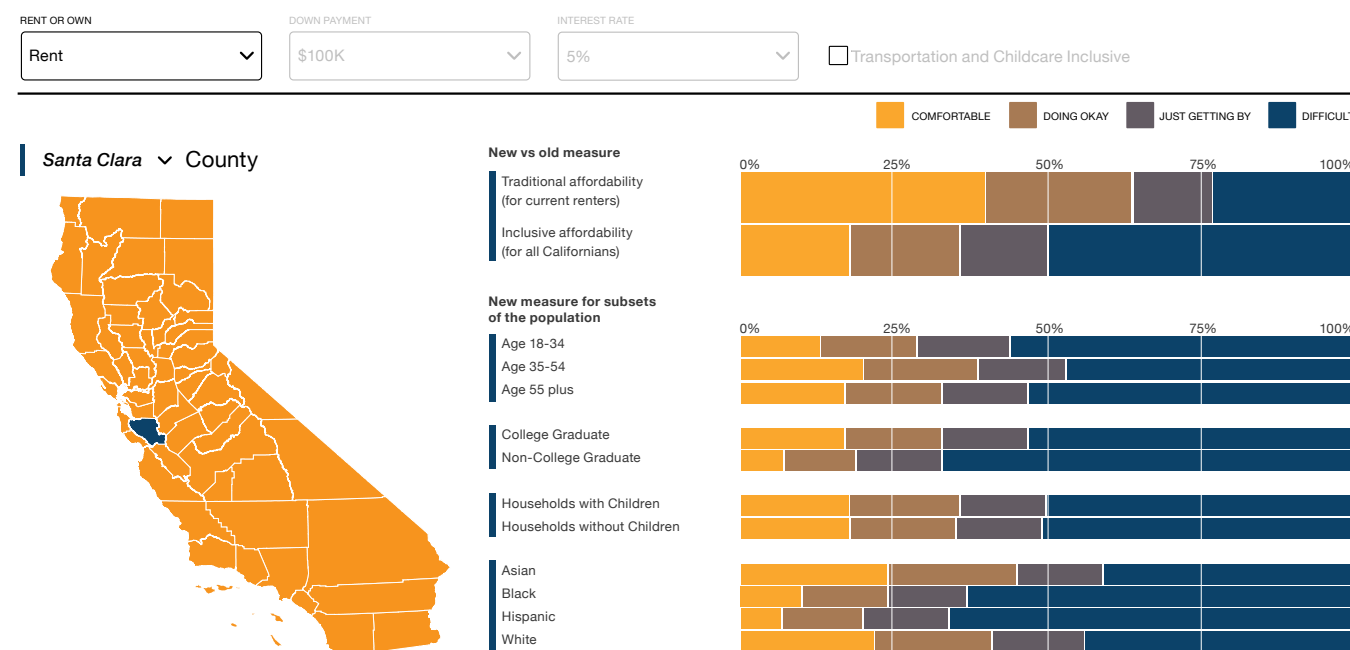 RENT OR OWN
DOWN PAYMENT
INTEREST RATE
Rent
$100K
5%
Transportation and Childcare Inclusive
COMFORTABLE
DOING OKAY
JUST GETTING BY
DIFFICULT
Santa Clara County
New vs old measure
0% 25% 50% 75% 100%
Traditional affordability
(for current renters)
Inclusive affordability
(for all Californians)
New measure for subsets
of the population
0% 25% 50% 75% 100%
Age 18-34
Age 35-54
Age 55 plus
College Graduate
Non-College Graduate
Households with Children
Households without Children
Asian
Black
Hispanic
White